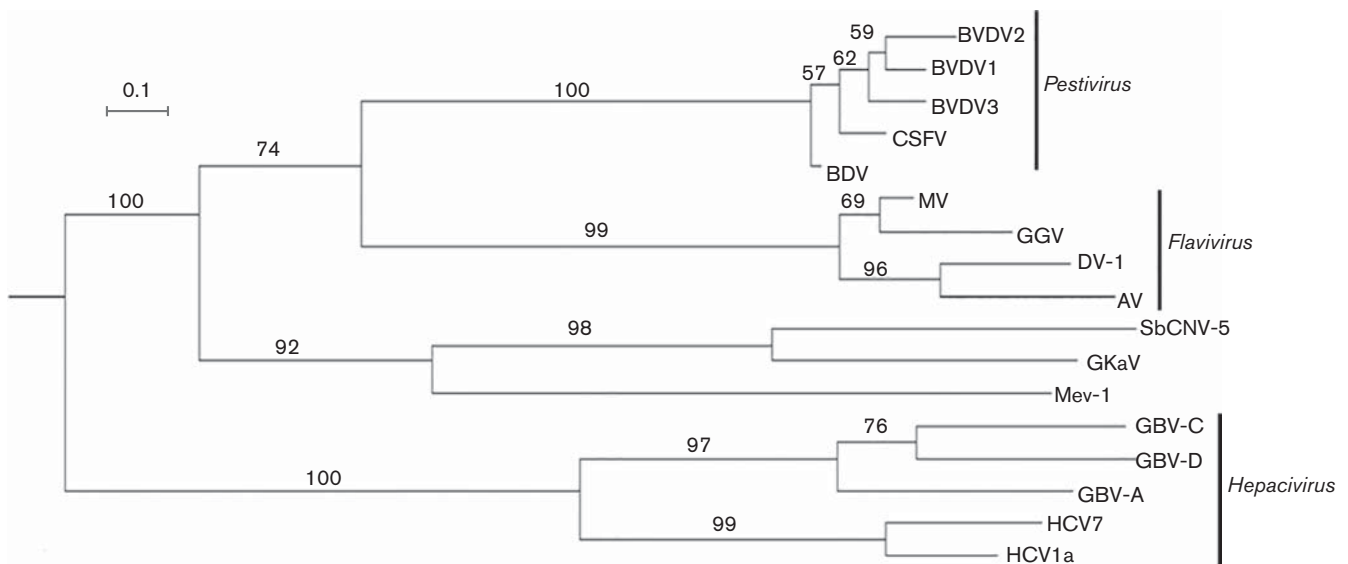 59
BVDV2
62
BVDV1
57
0.1
100
Pestivirus
BVDV3
CSFV
74
BDV
100
69
MV
99
GGV
Flavivirus
96
DV-1
AV
98
SbCNV-5
92
GKaV
Mev-1
76
GBV-C
97
GBV-D
100
Hepacivirus
GBV-A
99
HCV7
HCV1a